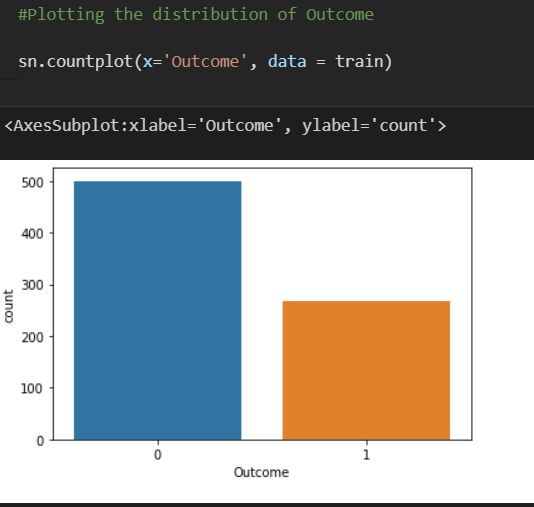 #Plotting the distribution of Outcome
sn.countplot(x='Outcome', data = train)
<AxesSubplot:xlabel='Outcome', ylabel='count'>
500
400
300
200
100
0
count
0 1
Outcome